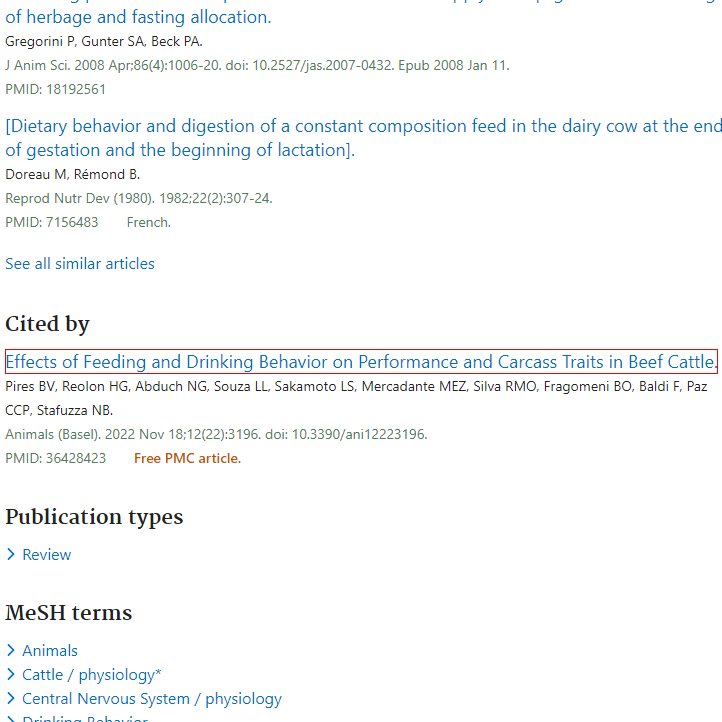 of herbage and fasting allocation.
Gregorini P, Gunter SA, Beck PA.
J Anim Sci. 2008 Apr;86(4):1006-20. doi: 10.2527/jas.2007-0432. Epub 2008 Jan 11.
PMID: 18192561
[Dietary behavior and digestion of a constant composition feed in the dairy cow at the end
of gestation and the beginning of lactation].
Doreau M, Rémond B.
Reprod Nutr Dev (1980). 1982;22(2):307-24.
PMID: 7156483 French.
See all similar articles
Cited by
Effects of Feeding and Drinking Behavior on Performance and Carcass Traits in Beef Cattle.
Pires BV, Reolon HG, Abduch NG, Souza LL, Sakamoto LS, Mercadante MEZ, Silva RMO, Fragomeni BO, Baldi F, Paz
CCP, Stafuzza NB.
Animals (Basel). 2022 Nov 18;12(22):3196. doi: 10.3390/ani12223196.
PMID: 36428423 Free PMC article.
Publication types
Review
MeSH terms
Animals
Cattle / physiology*
Central Nervous System / physiology
Drinking Behavior